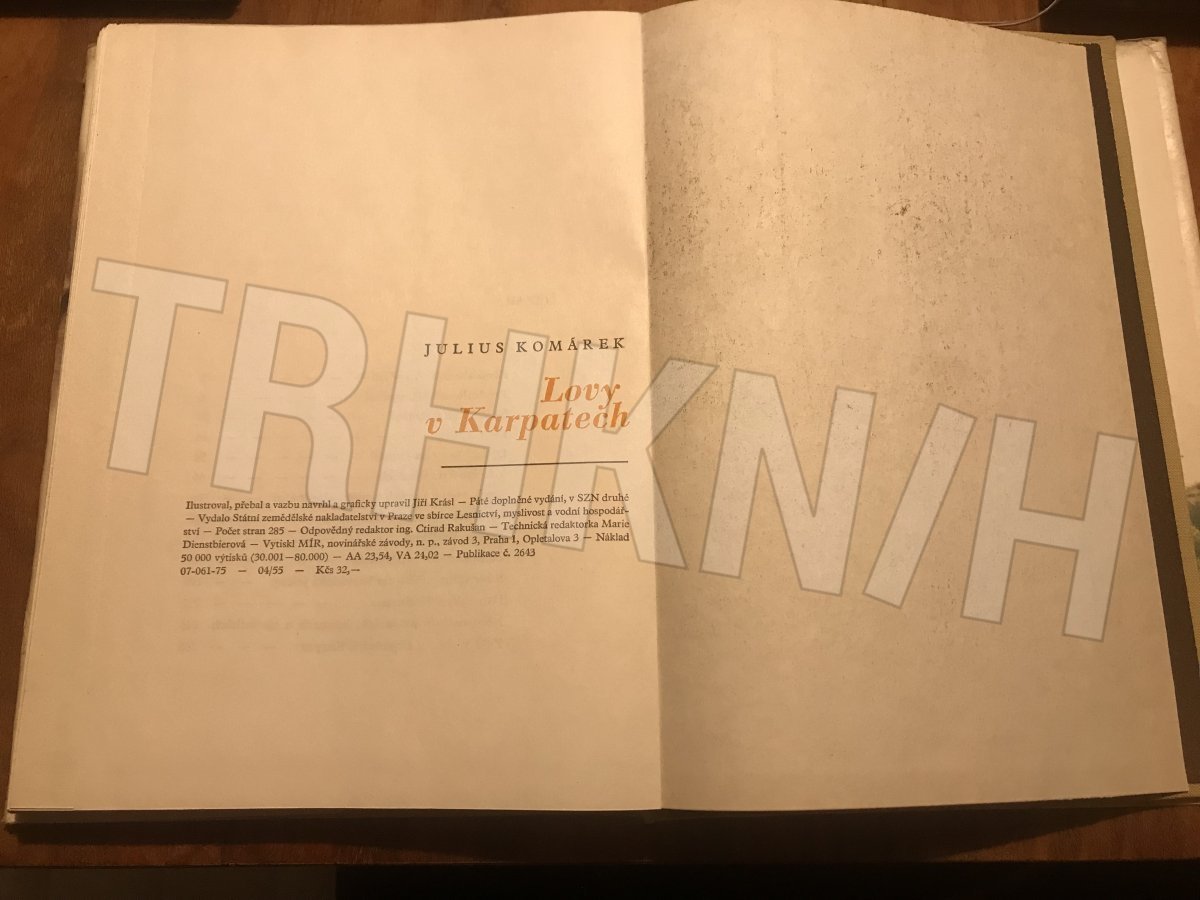 JULIUS KOMÁREK
Lovy
v Karpatech
Ilustroval, přebal a vazbu navrhl a graficky upravil Jiří Krásl — Páté doplněné vydání, v SZN druhé
— Vydalo Státní zemědělské nakladatelství v Praze ve sbírce Lesnictví, myslivost a vodní hospodář-
ství — Počet stran 285 — Odpovědný redaktor ing. Ctirad Rakušan — Technická redaktorka Marie
Dienstbierová — Vytiskl MÍR, novinářské závody, n. p., závod 3, Praha 1, Opletalova 3 — Náklad
50 000 výtisků (30.001—80.000) — AA 23,54, VA 24,02 — Publikace č. 2643
07-061-75 — 04/55 — Kčs 32,—
TRHKNIH